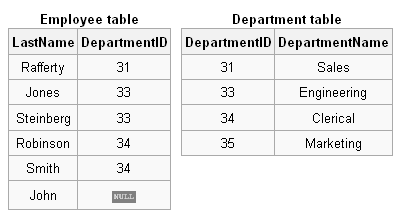 Employee table Department table
LastName DepartmentID DepartmentID DepartmentName
Rafferty 31 31 Sales
Jones 33 33 Engineering
Steinberg 33 34 Clerical
Robinson 34 35 Marketing
Smith 34
John NULL